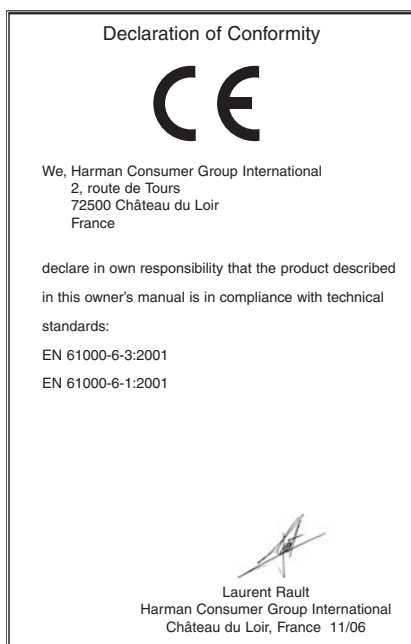 Declaration of Conformity
CE
We, Harman Consumer Group International
2, route de Tours
72500 Château du Loir
France
declare in own responsibility that the product described
in this owner's manual is in compliance with technical
standards:
EN 61000-6-3:2001
EN 61000-6-1:2001
Laurent Rault
Harman Consumer Group International
Château du Loir, France 11/06